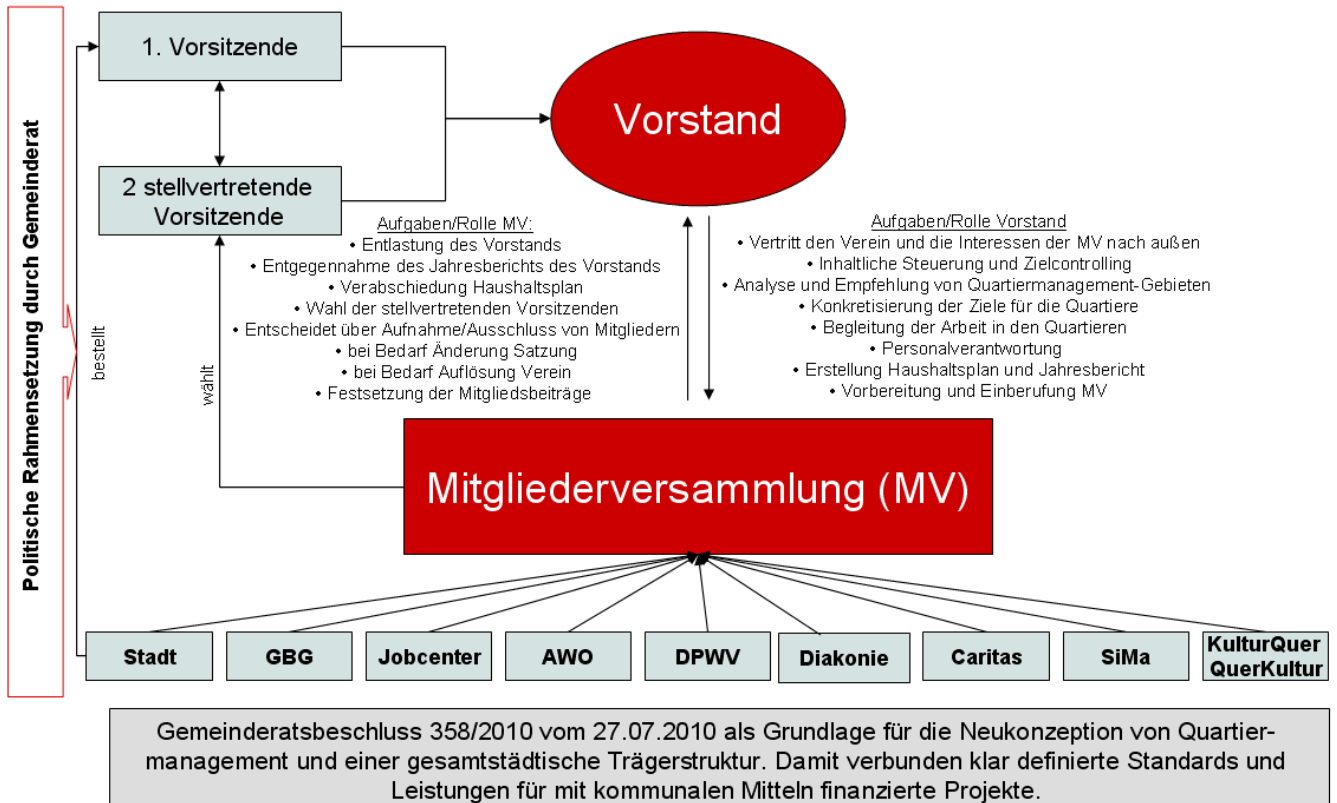 Politische Rahmensetzung durch Gemeinderat
1. Vorsitzende
2 stellvertretende
Vorsitzende
Vorstand
bestellt
wählt
Aufgaben/Rolle MV:
• Entlastung des Vorstands
• Entgegennahme des Jahresberichts des Vorstands
• Verabschiedung Haushaltsplan
• Wahl der stellvertretenden Vorsitzenden
• Entscheidet über Aufnahme/Ausschluss von Mitgliedern
• bei Bedarf Änderung Satzung
• bei Bedarf Auflösung Verein
• Festsetzung der Mitgliedsbeiträge
Aufgaben/Rolle Vorstand
• Vertritt den Verein und die Interessen der MV nach außen
• Inhaltliche Steuerung und Zielcontrolling
• Analyse und Empfehlung von Quartiermanagement-Gebieten
• Konkretisierung der Ziele für die Quartiere
• Begleitung der Arbeit in den Quartieren
• Personalverantwortung
• Erstellung Haushaltsplan und Jahresbericht
• Vorbereitung und Einberufung MV
Mitgliederversammlung (MV)
Stadt
GBG
Jobcenter
AWO
DPWV
Diakonie
Caritas
SiMa
KulturQuer
QuerKultur
Gemeinderatsbeschluss 358/2010 vom 27.07.2010 als Grundlage für die Neukonzeption von Quartier-
management und einer gesamtstädtische Trägerstruktur. Damit verbunden klar definierte Standards und
Leistungen für mit kommunalen Mitteln finanzierte Projekte.